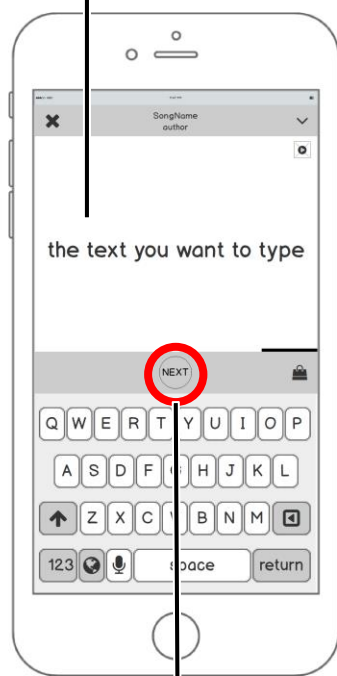 SongName
author
the text you want to type
NEXT
Q W E R T Y U I O P
A S D F G H J K L
Z X C V B N M
123 space return